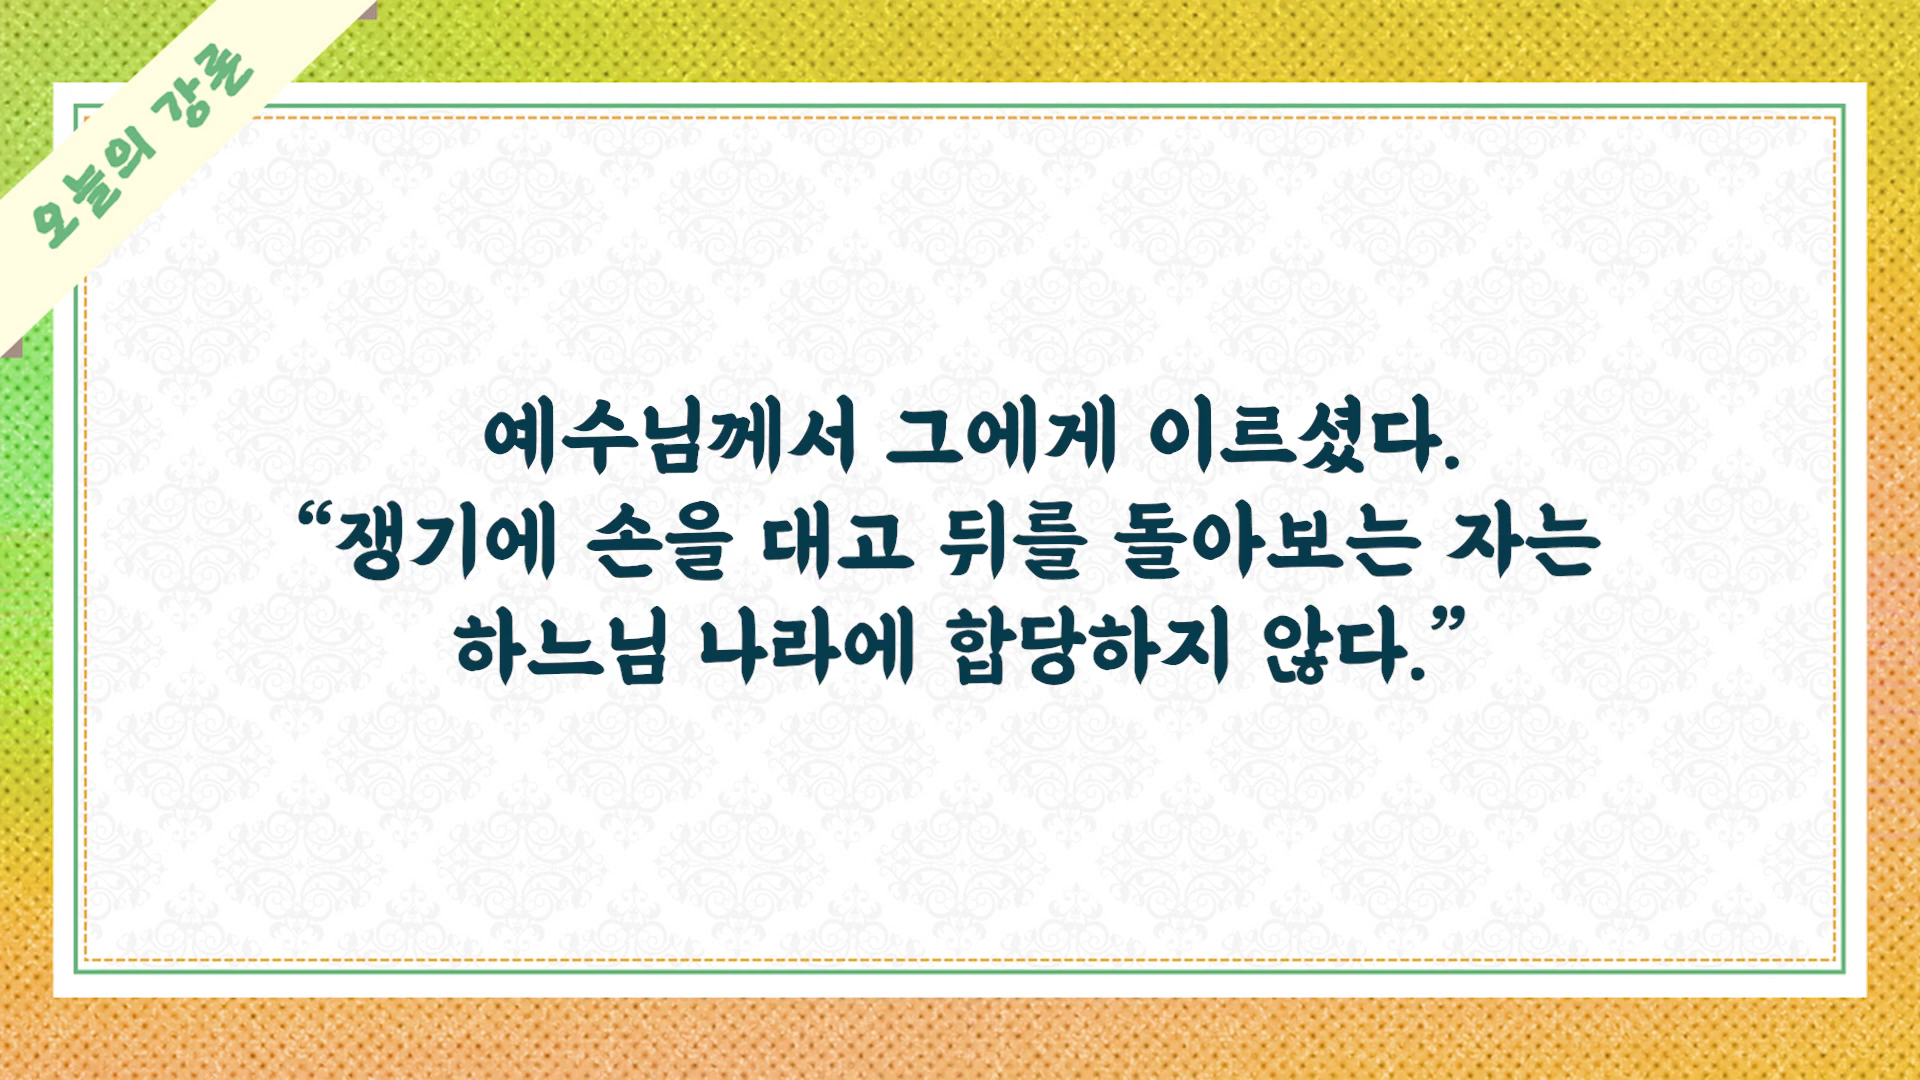 오늘의 강론
예수님께서 그에게 이르셨다.
“쟁기에 손을 대고 뒤를 돌아보는 자는
하느님 나라에 합당하지 않다.”